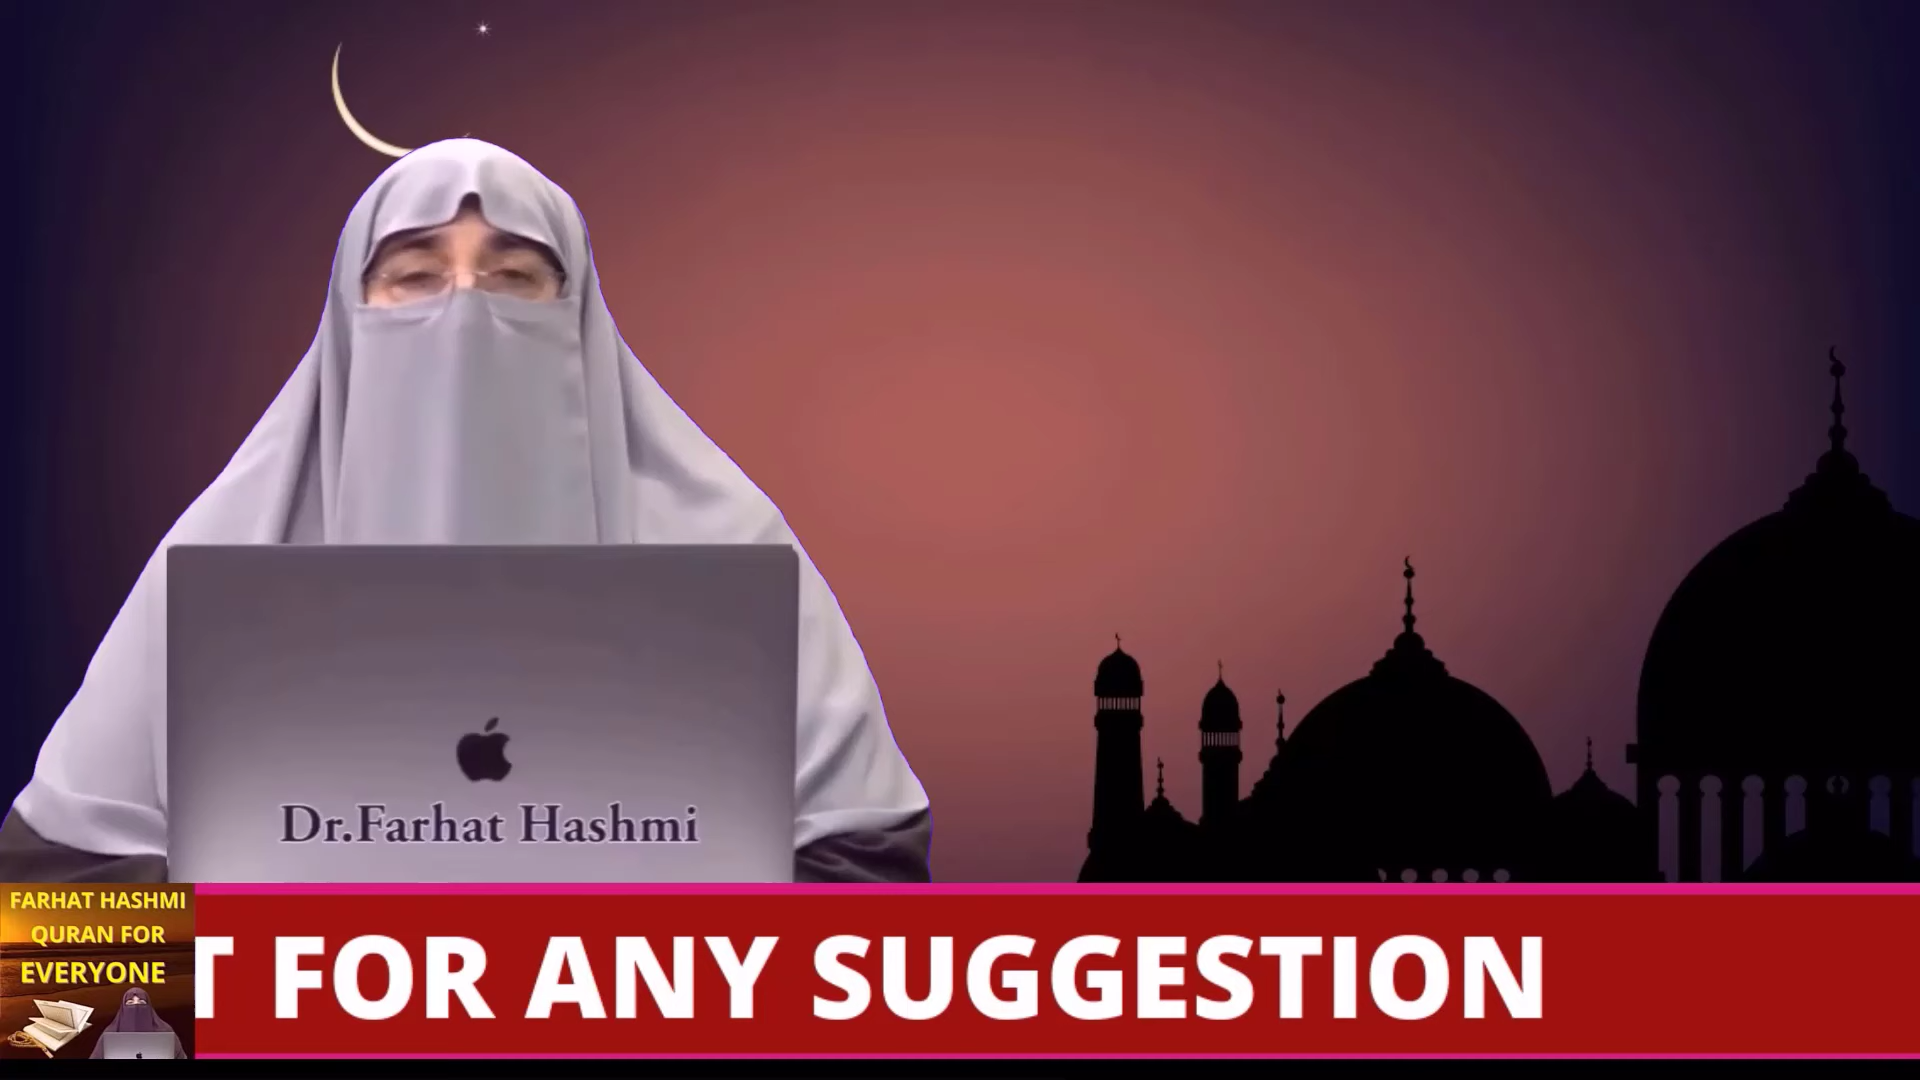 Dr.Farhat Hashmi
FARHAT HASHMI
QURAN FOR
EVERYONE
T FOR ANY SUGGESTION